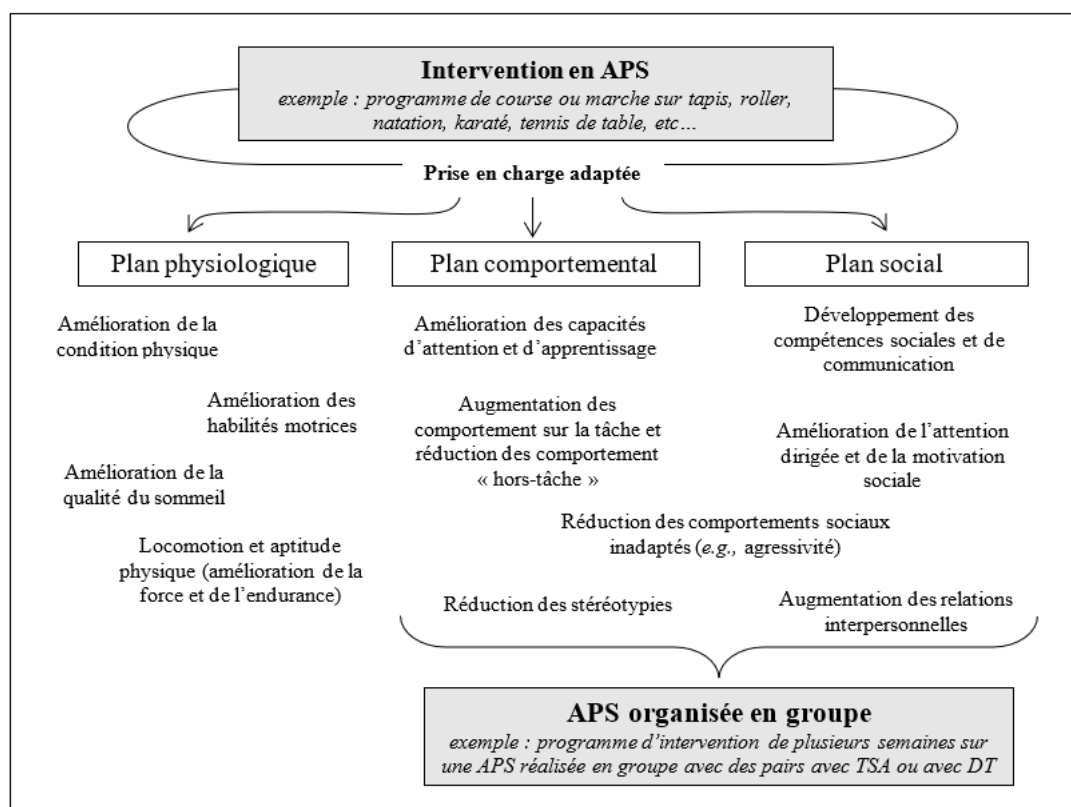 Intervention en APS
exemple : programme de course ou marche sur tapis, roller,
natation, karaté, tennis de table, etc…
Prise en charge adaptée
Plan physiologique
Plan comportemental
Plan social
Amélioration de la
condition physique
Amélioration des
habilités motrices
Amélioration de la
qualité du sommeil
Locomotion et aptitude
physique (amélioration de la
force et de l’endurance)
Amélioration des capacités
d’attention et d’apprentissage
Augmentation des
comportement sur la tâche et
réduction des comportement
« hors-tâche »
Développement des
compétences sociales et de
communication
Amélioration de l’attention
dirigée et de la motivation
sociale
Réduction des comportements sociaux
inadaptés (e.g., agressivité)
Réduction des stéréotypies
Augmentation des relations
interpersonnelles
APS organisée en groupe
exemple : programme d’intervention de plusieurs semaines sur
une APS réalisée en groupe avec des pairs avec TSA ou avec DT